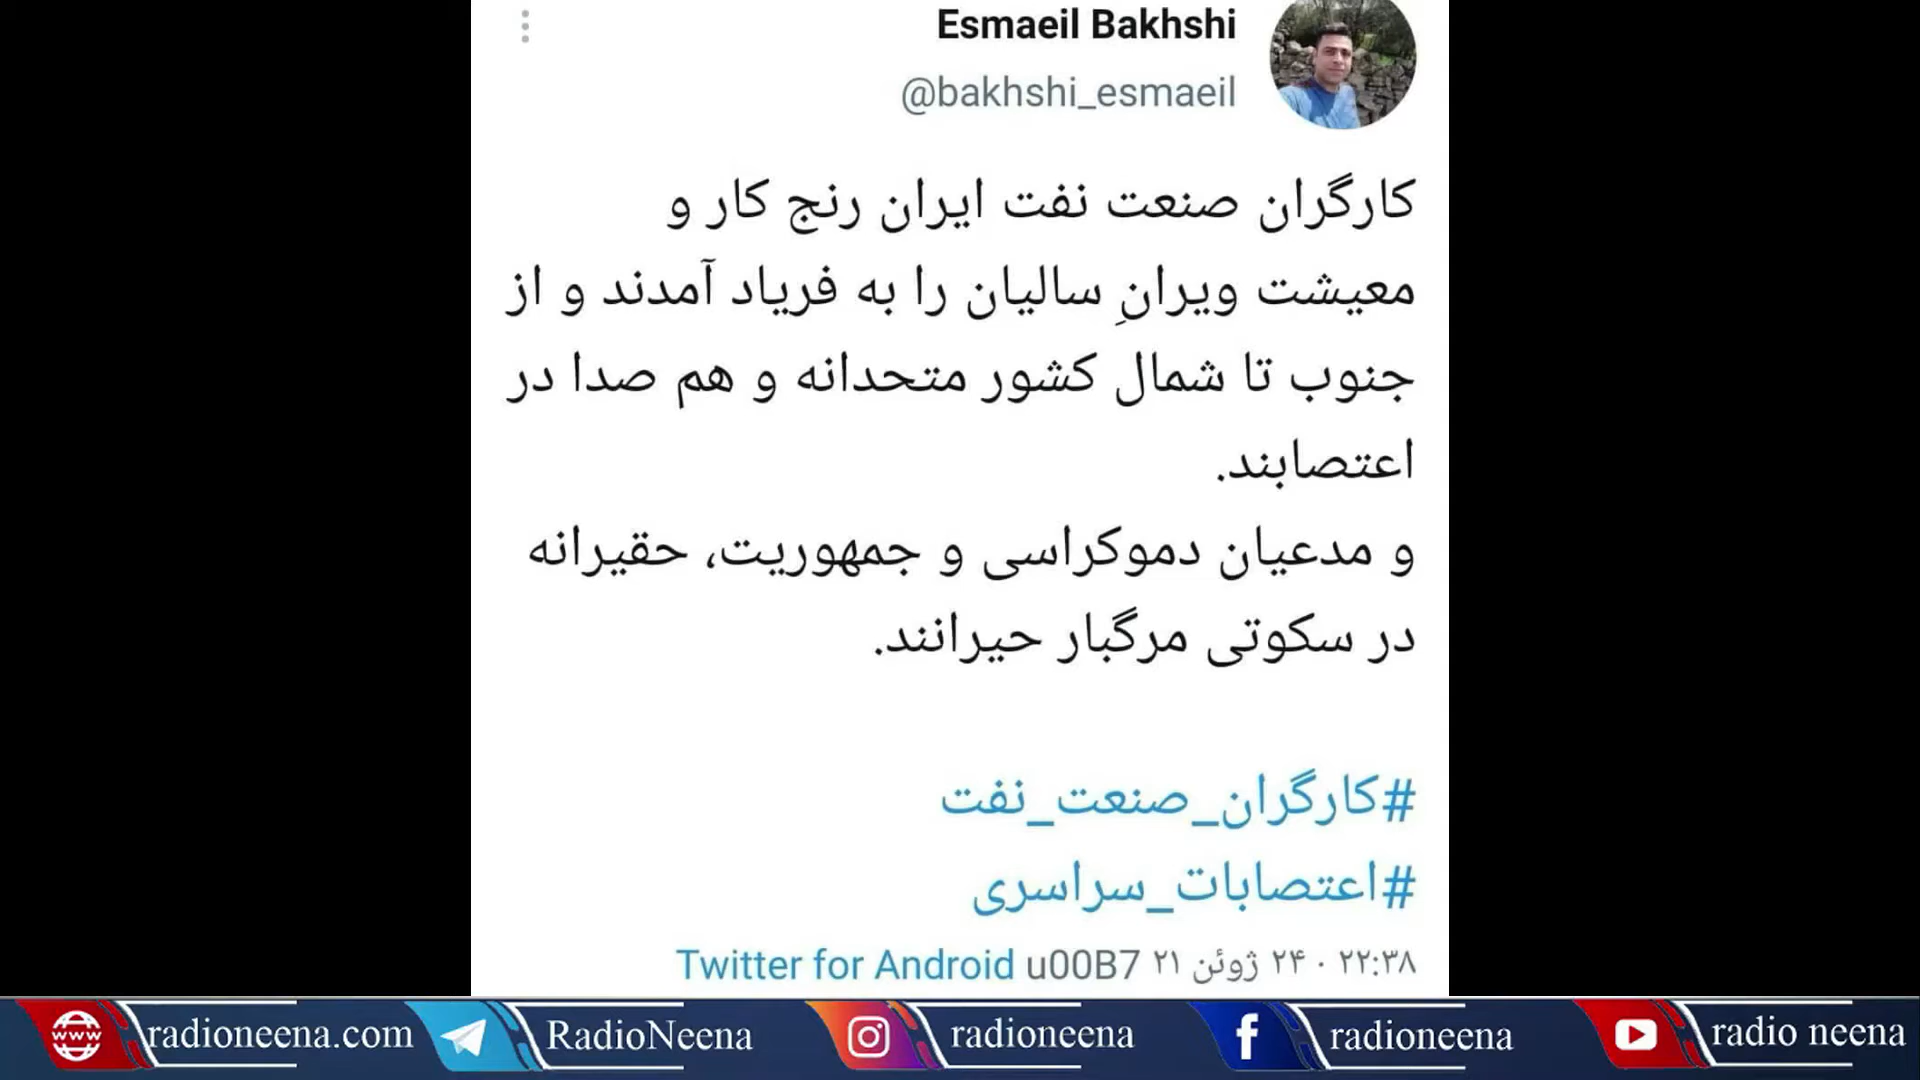 Esmaeil Bakhshi
@bakhshi_esmaeil
کارگران صنعت نفت ایران رنج کار و
معیشت ویرانِ سالیان را به فریاد آمدند و از
جنوب تا شمال کشور متحدانه و هم صدا در
اعتصابند.
و مدعیان دموکراسی و جمهوریت، حقیرانه
در سکوتی مرگبار حیرانند.
#کارگران_صنعت_نفت
#اعتصابات_سراسری
۲۲:۳۸ · ۲۴ ژوئن ۲۱ u00B7 Twitter for Android
www radioneena.com RadioNeena radioneena radioneena radio neena